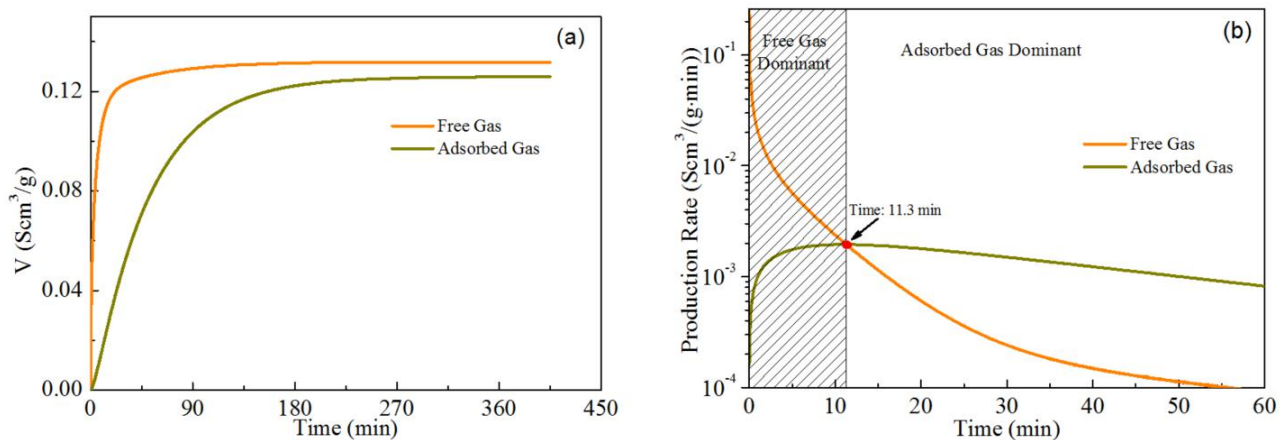 (a)
V (Scm³/g)
0.12
0.08
0.04
0.00
Free Gas
Adsorbed Gas
0
90
180
270
360
450
Time (min)
(b)
Production Rate (Scm³/(g·min))
10⁻¹
10⁻²
10⁻³
10⁻⁴
Free Gas
Dominant
Adsorbed Gas Dominant
Free Gas
Adsorbed Gas
Time: 11.3 min
0
10
20
30
40
50
60
Time (min)